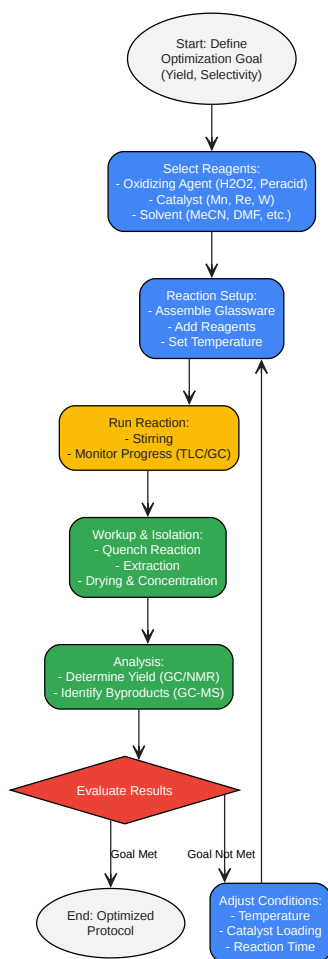 Start: Define
Optimization Goal
(Yield, Selectivity)
Select Reagents:
- Oxidizing Agent (H2O2, Peracid)
- Catalyst (Mn, Re, W)
- Solvent (MeCN, DMF, etc.)
Reaction Setup:
- Assemble Glassware
- Add Reagents
- Set Temperature
Run Reaction:
- Stirring
- Monitor Progress (TLC/GC)
Workup & Isolation:
- Quench Reaction
- Extraction
- Drying & Concentration
Analysis:
- Determine Yield (GC/NMR)
- Identify Byproducts (GC-MS)
Evaluate Results
Goal Met
Goal Not Met
End: Optimized
Protocol
Adjust Conditions:
- Temperature
- Catalyst Loading
- Reaction Time